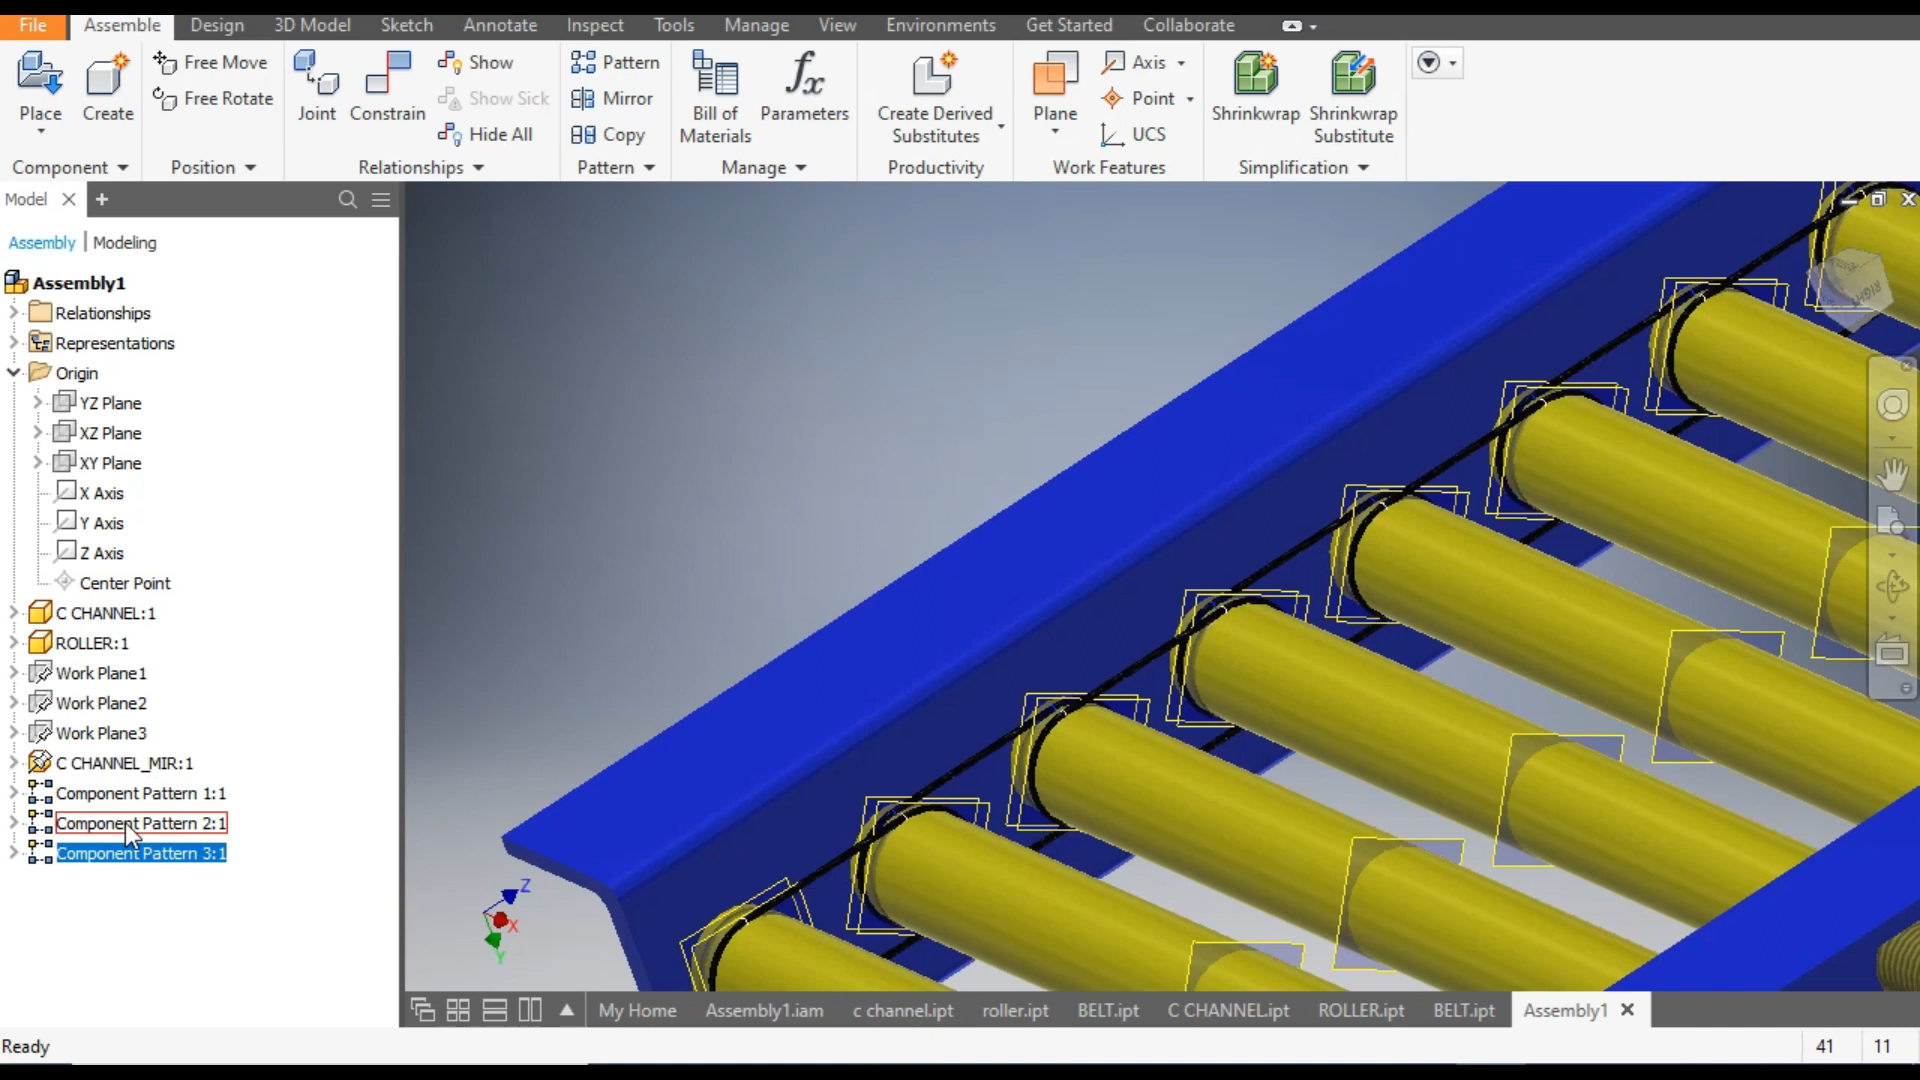 File Assemble Design 3D Model Sketch Annotate Inspect Tools Manage View Environments Get Started Collaborate
Place Create Free Move Free Rotate Joint Constrain Show Show Sick Hide All Pattern Mirror Copy Bill of Materials Parameters Create Derived Substitutes Plane Axis Point UCS Shrinkwrap Shrinkwrap Substitute
Component Position Relationships Pattern Manage Productivity Work Features Simplification
Model
Assembly Modeling
Assembly1
Relationships
Representations
Origin
YZ Plane
XZ Plane
XY Plane
X Axis
Y Axis
Z Axis
Center Point
C CHANNEL:1
ROLLER:1
Work Plane1
Work Plane2
Work Plane3
C CHANNEL_MIR:1
Component Pattern 1:1
Component Pattern 2:1
Component Pattern 3:1
RIGHT
Z
X
Y
My Home Assembly1.iam c channel.ipt roller.ipt BELT.ipt C CHANNEL.ipt ROLLER.ipt BELT.ipt Assembly1
Ready 41 11